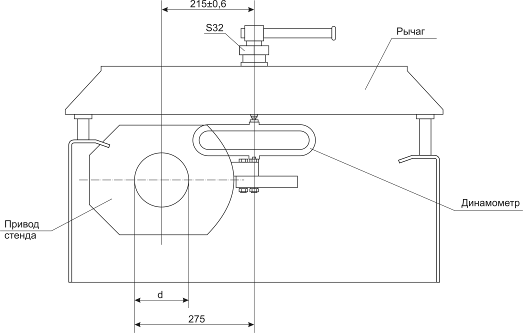 215±0,6
S32
Рычаг
Динамометр
Привод
стенда
d
275